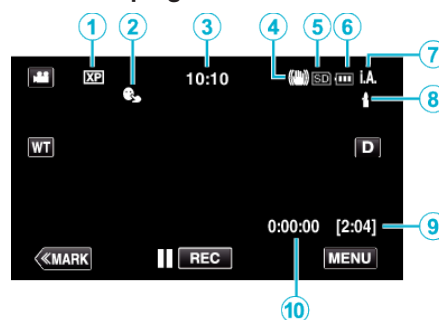 1 2 3 4 5 6 7
XP 10:10 SD i.A.
8
WT D
0:00:00 [2:04] 9
≪MARK REC MENU
10